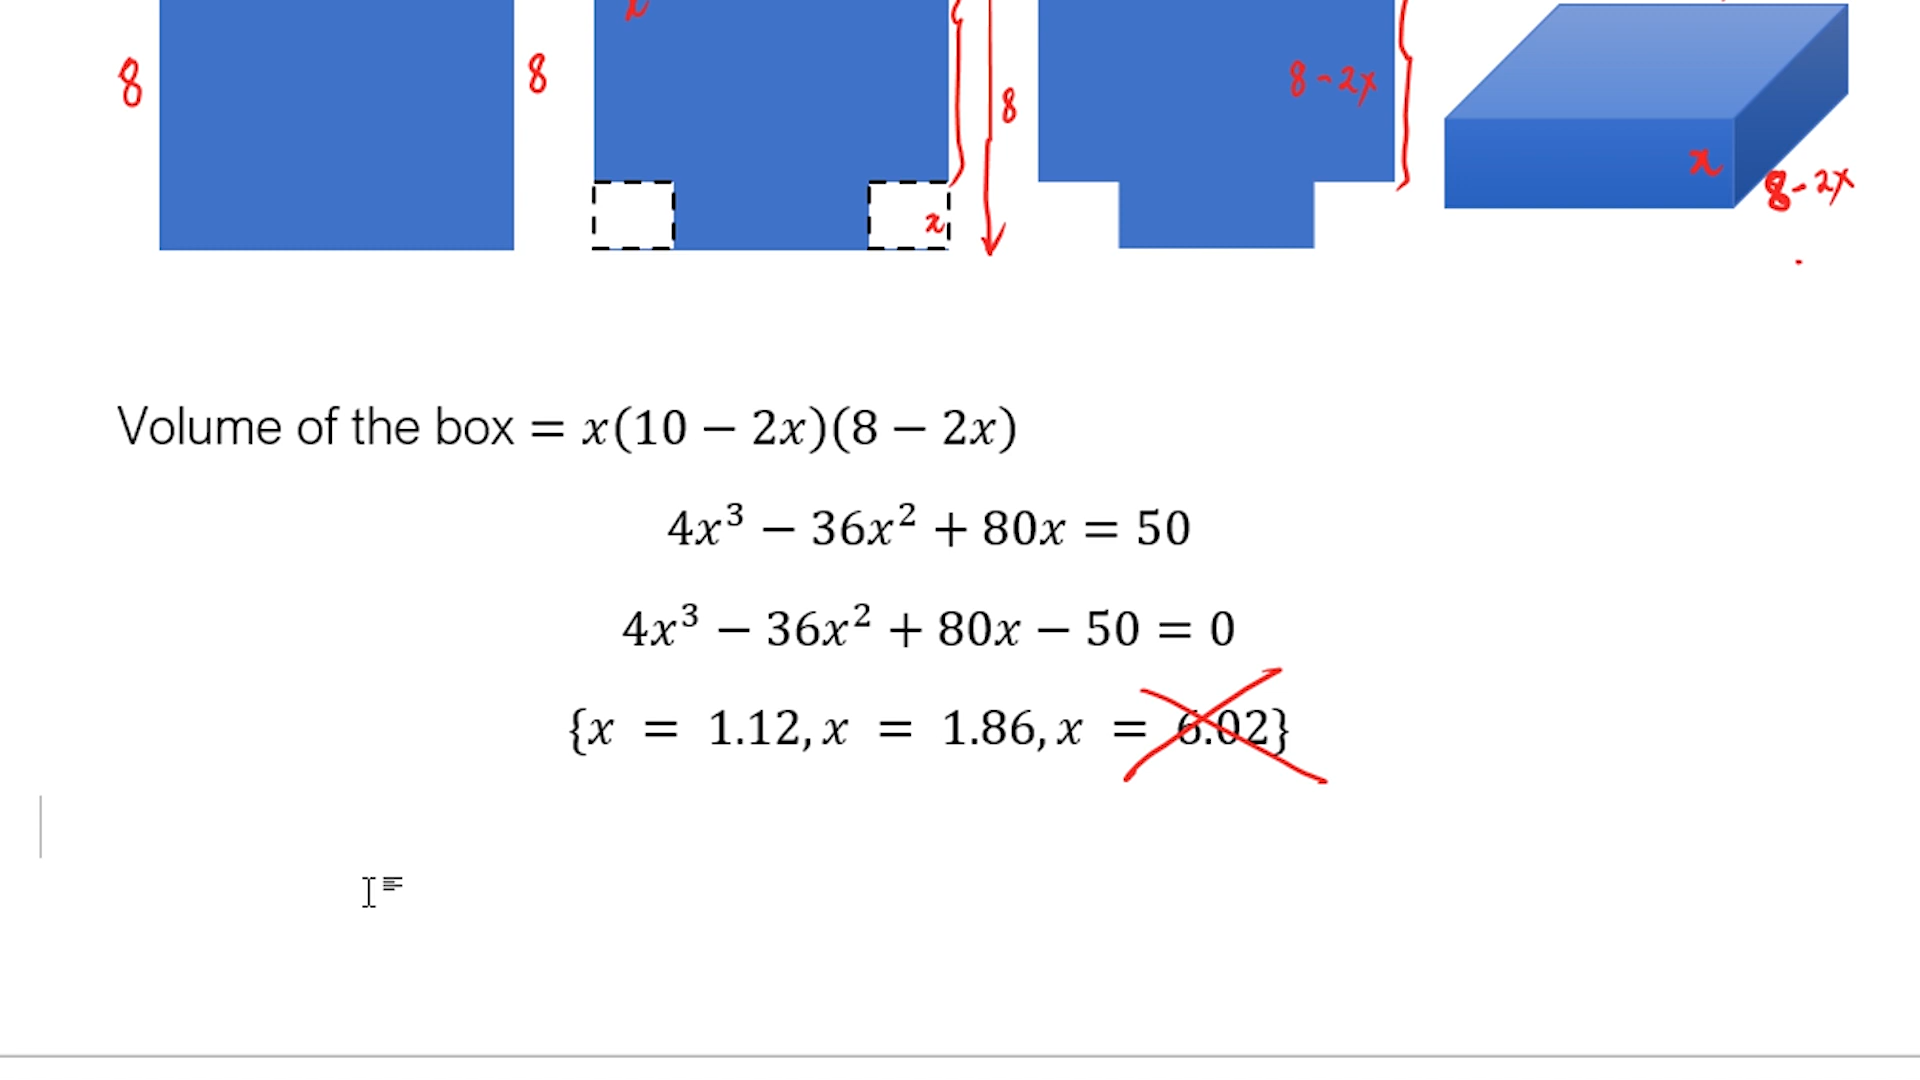 x
8
8
8
8-2x
x
8-2x
x
Volume of the box = x(10 − 2x)(8 − 2x)
4x³ − 36x² + 80x = 50
4x³ − 36x² + 80x − 50 = 0
{x = 1.12, x = 1.86, x = 6.02}